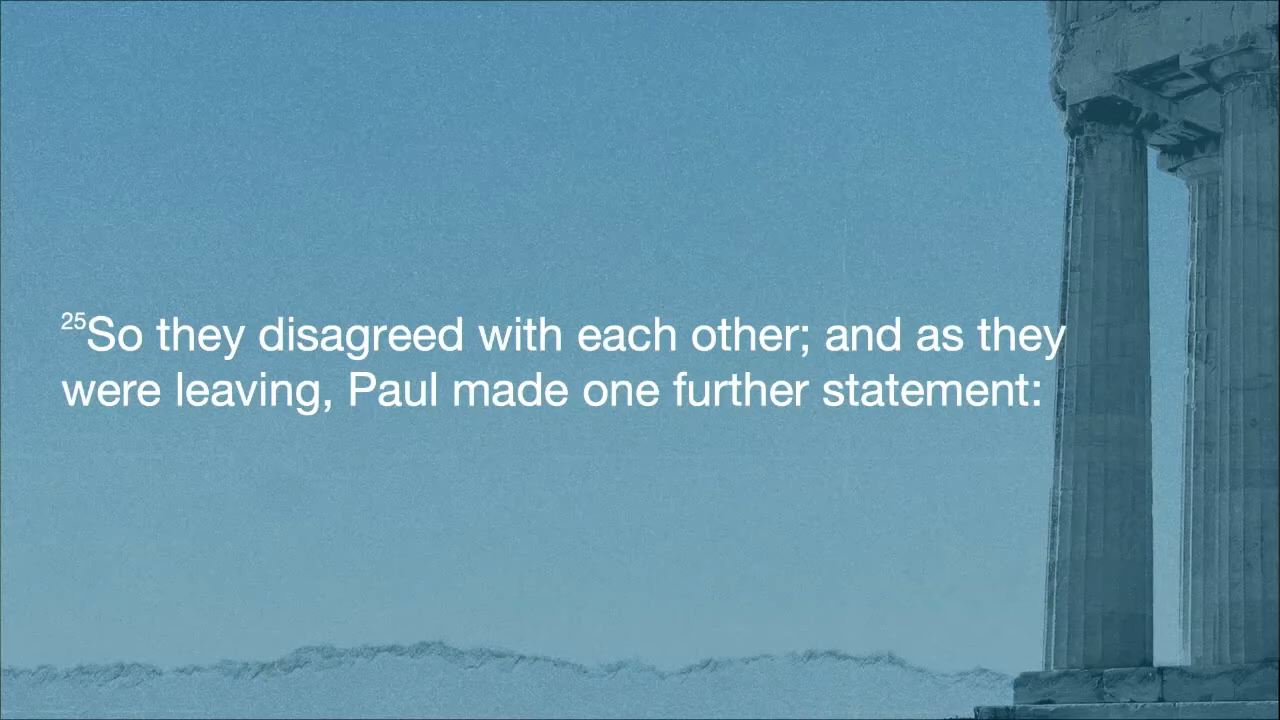 25So they disagreed with each other; and as they
were leaving, Paul made one further statement: